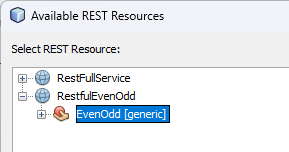 Available REST Resources
Select REST Resource:
RestFullService
RestfulEvenOdd
EvenOdd [generic]